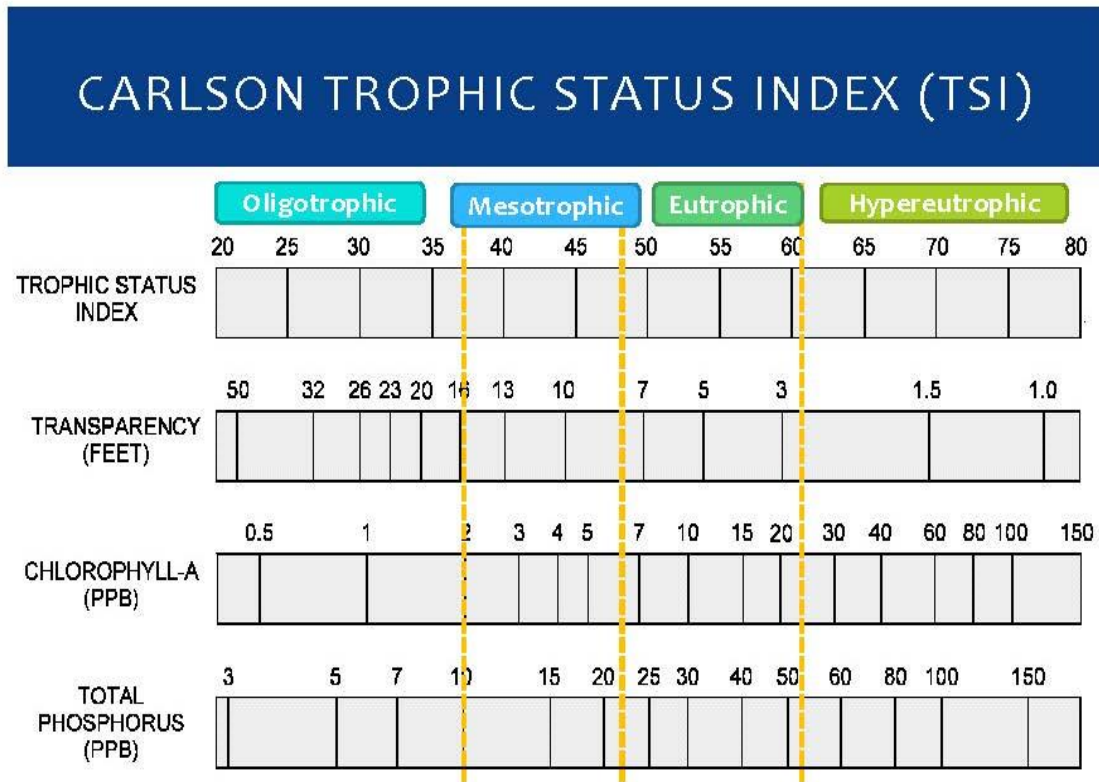 CARLSON TROPHIC STATUS INDEX (TSI)
Oligotrophic Mesotrophic Eutrophic Hypereutrophic
20 25 30 35 40 45 50 55 60 65 70 75 80
TROPHIC STATUS
INDEX
50 32 26 23 20 16 13 10 7 5 3 1.5 1.0
TRANSPARENCY
(FEET)
0.5 1 2 3 4 5 7 10 15 20 30 40 60 80 100 150
CHLOROPHYLL-A
(PPB)
3 5 7 10 15 20 25 30 40 50 60 80 100 150
TOTAL
PHOSPHORUS
(PPB)